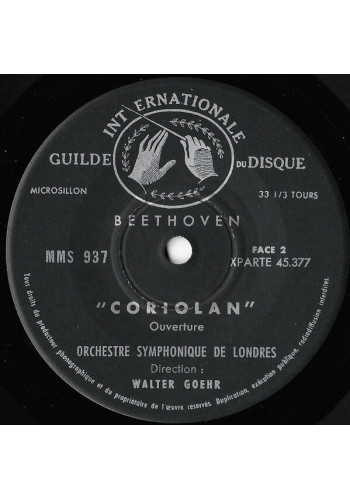 INTERNATIONALE
GUILDE DU DISQUE
MICROSILLON
33 1/3 TOURS
BEETHOVEN
MMS 937
FACE 2
XPARTE 45.377
"CORIOLAN"
Ouverture
ORCHESTRE SYMPHONIQUE DE LONDRES
Direction :
WALTER GOEHR
Tous droits du producteur phonographique et du propriétaire de l'œuvre réservés. Duplication, exécution publique, radiodiffusion interdites.